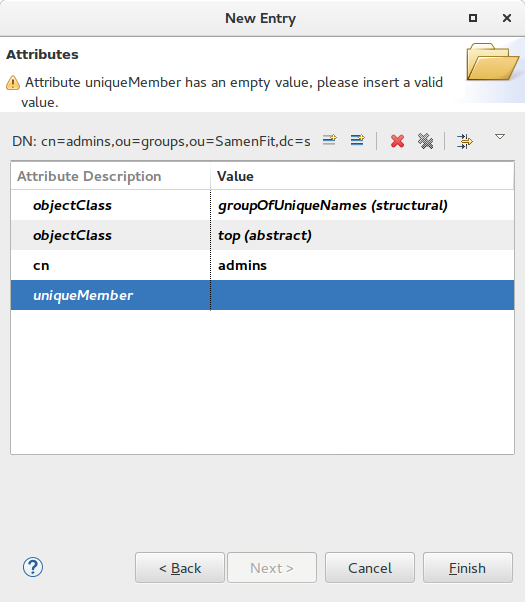 New Entry
Attributes
Attribute uniqueMember has an empty value, please insert a valid
value.
DN: cn=admins,ou=groups,ou=SamenFit,dc=s
Attribute Description Value
objectClass groupOfUniqueNames (structural)
objectClass top (abstract)
cn admins
uniqueMember
? < Back Next > Cancel Finish